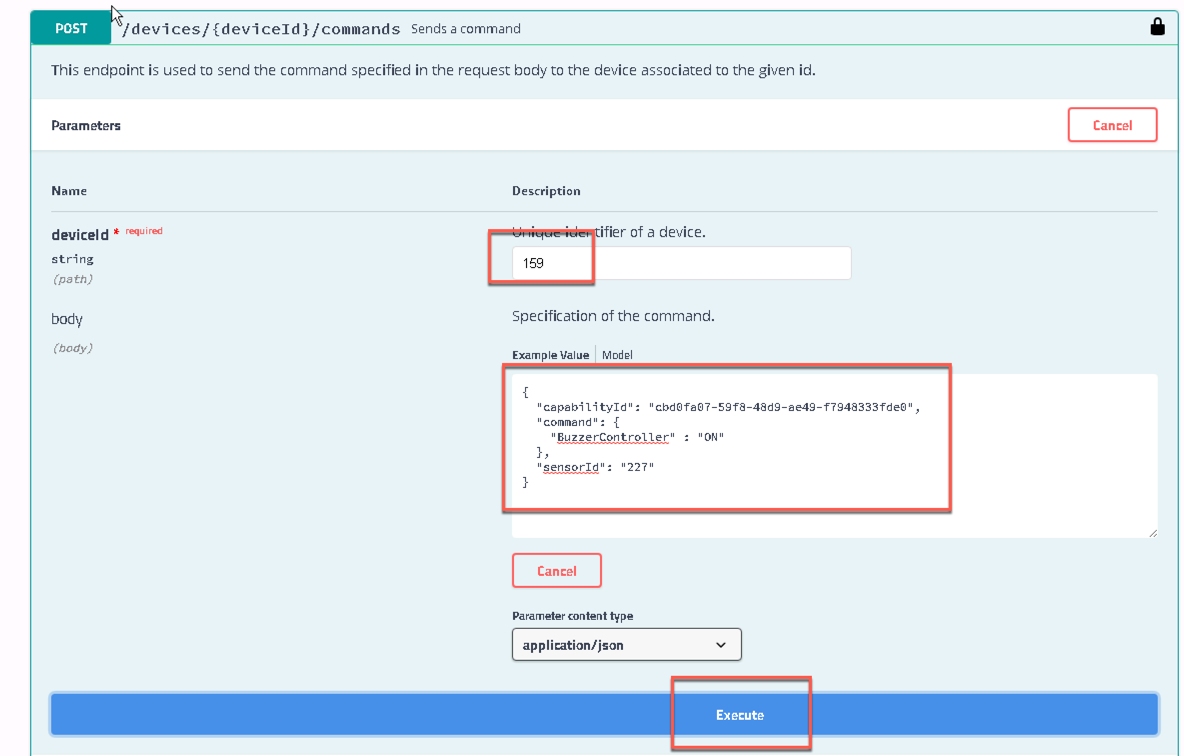 POST /devices/{deviceId}/commands Sends a command
This endpoint is used to send the command specified in the request body to the device associated to the given id.
Parameters
Cancel
Name Description
deviceId * required
string
(path)
Unique identifier of a device.
159
body
(body)
Specification of the command.
Example Value Model
{
"capabilityId": "cbd0fa07-59f8-48d9-ae49-f7948333fde0",
"command": {
"BuzzerController" : "ON"
},
"sensorId": "227"
}
Cancel
Parameter content type
application/json
Execute